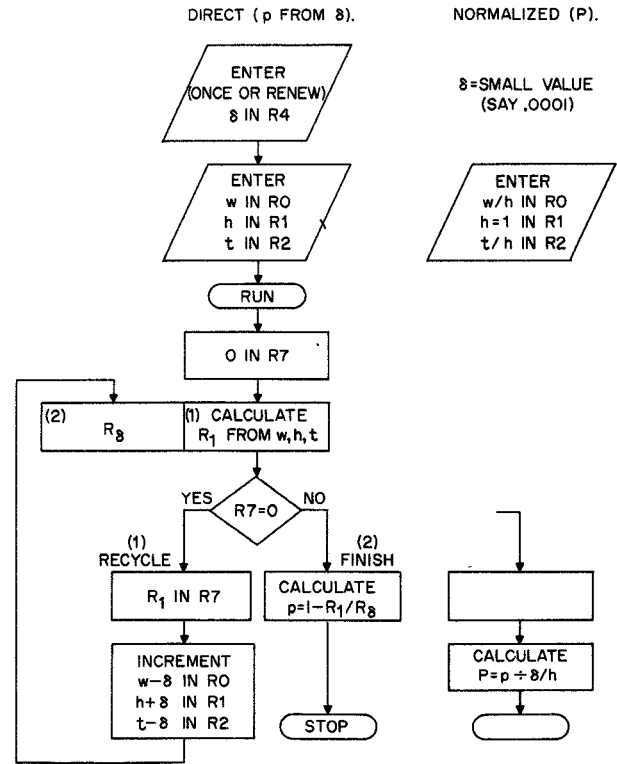 DIRECT (p FROM δ).
NORMALIZED (P).
ENTER
(ONCE OR RENEW)
δ IN R4
δ=SMALL VALUE
(SAY .0001)
ENTER
w IN R0
h IN R1
t IN R2
ENTER
w/h IN R0
h=1 IN R1
t/h IN R2
RUN
0 IN R7
(2)
Rδ
(1) CALCULATE
R1 FROM w,h,t
YES
R7=0
NO
(1)
RECYCLE
(2)
FINISH
R1 IN R7
CALCULATE
p=1-R1/Rδ
INCREMENT
w-δ IN R0
h+δ IN R1
t-δ IN R2
CALCULATE
P=p÷δ/h
STOP